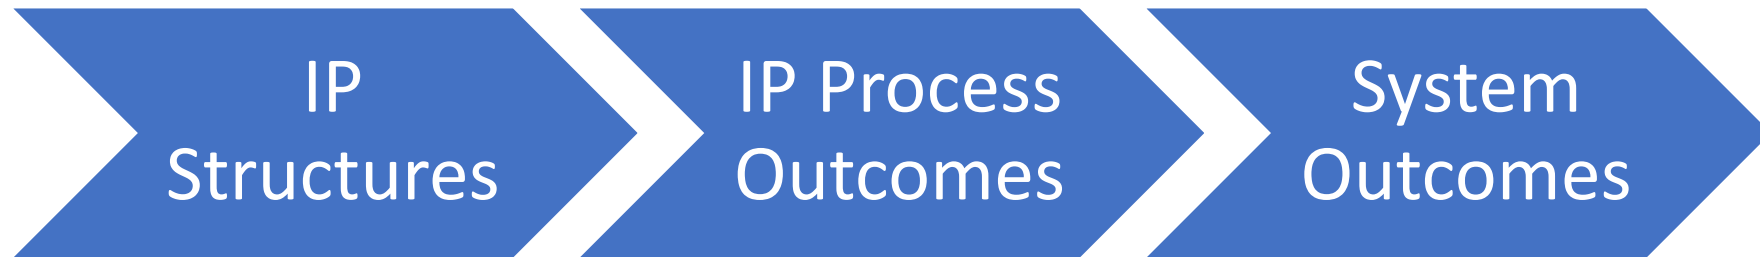 IP
Structures
IP Process
Outcomes
System
Outcomes